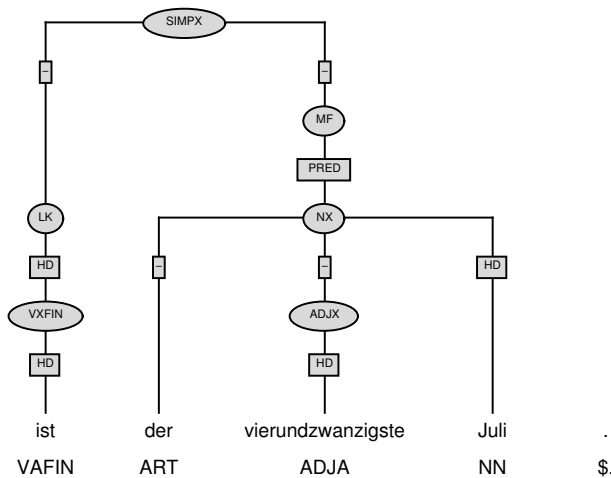 SIMPX
– –
MF
PRED
LK NX
HD – – HD
VXFIN ADJX
HD HD
ist der vierundzwanzigste Juli .
VAFIN ART ADJA NN $.